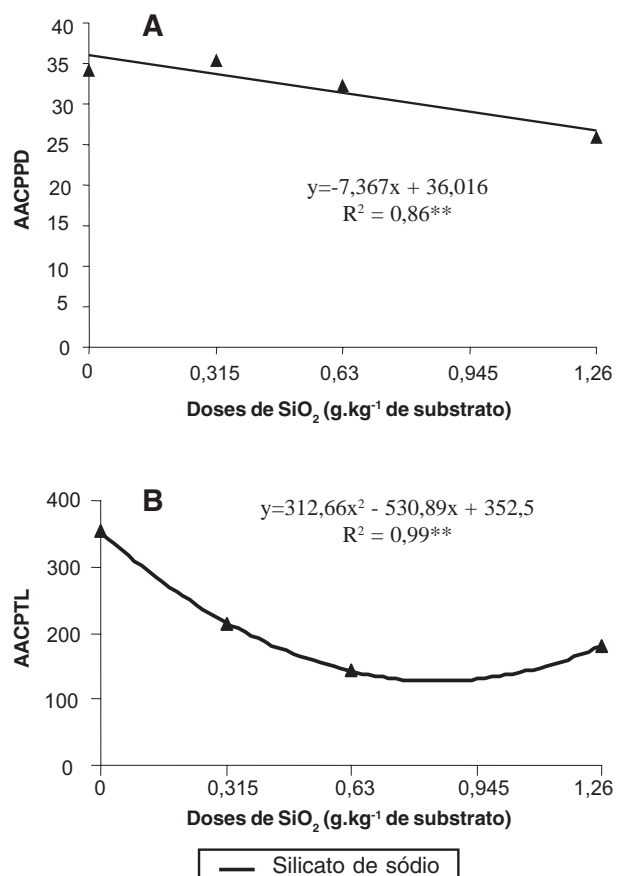 A
40
35
30
25
20
15
10
5
0
AACPPD
y=-7,367x + 36,016
R² = 0,86**
0 0,315 0,63 0,945 1,26
Doses de SiO₂ (g.kg⁻¹ de substrato)
B
400
300
200
100
0
AACPTL
y=312,66x² - 530,89x + 352,5
R² = 0,99**
0 0,315 0,63 0,945 1,26
Doses de SiO₂ (g.kg⁻¹ de substrato)
Silicato de sódio